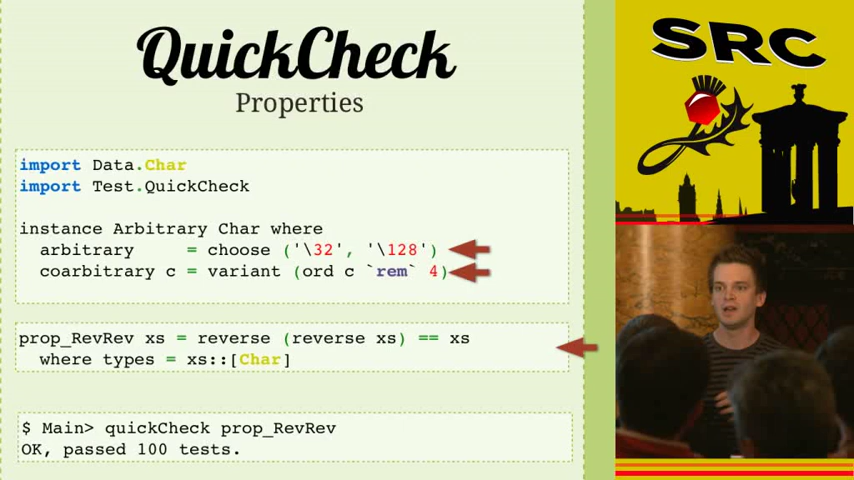 QuickCheck
Properties
import Data.Char
import Test.QuickCheck
instance Arbitrary Char where
arbitrary     = choose ('\32', '\128')
coarbitrary c = variant (ord c `rem` 4)
prop_RevRev xs = reverse (reverse xs) == xs
where types = xs::[Char]
$ Main> quickCheck prop_RevRev
OK, passed 100 tests.
SRC